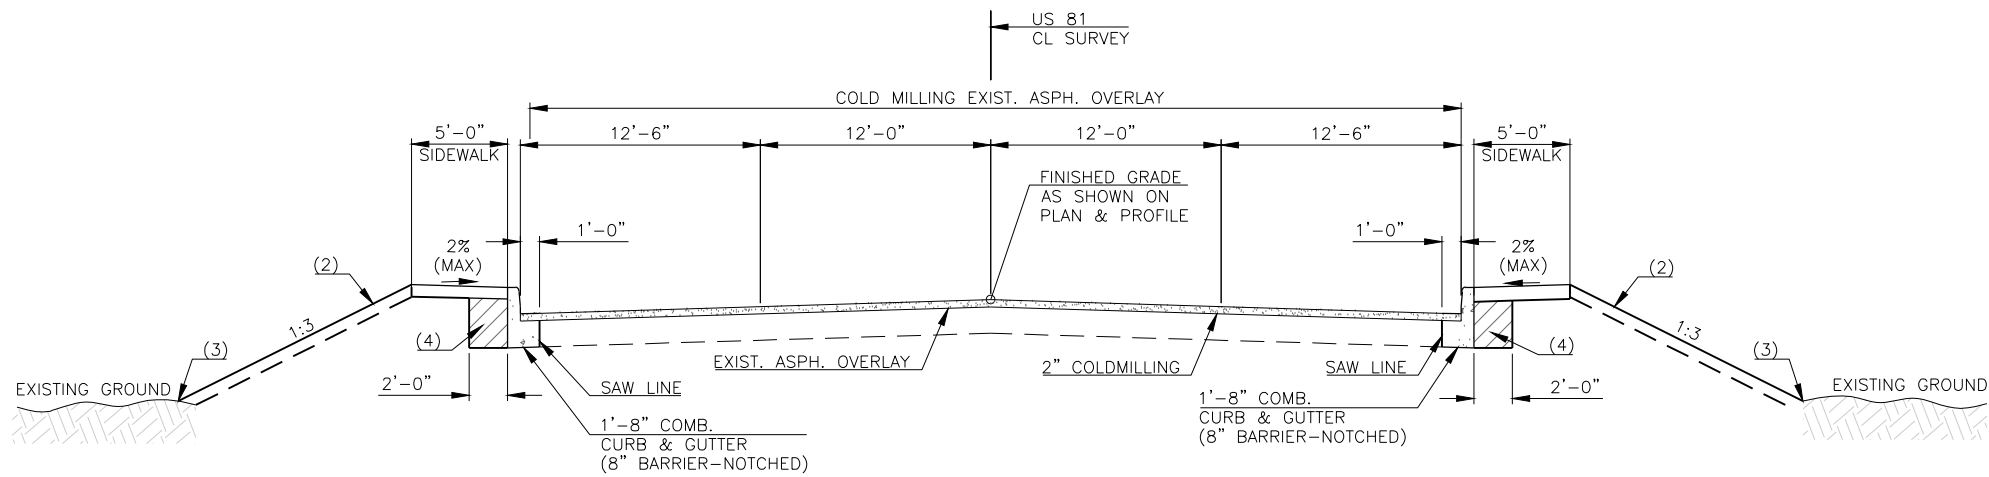 US 81
CL SURVEY
COLD MILLING EXIST. ASPH. OVERLAY
5'-0"
SIDEWALK
12'-6"
12'-0"
12'-0"
12'-6"
5'-0"
SIDEWALK
FINISHED GRADE
AS SHOWN ON
PLAN & PROFILE
1'-0"
1'-0"
2%
(MAX)
2%
(MAX)
(2)
(2)
1:3
1:3
(3)
(4)
(4)
(3)
EXIST. ASPH. OVERLAY
2" COLDMILLING
SAW LINE
SAW LINE
EXISTING GROUND
2'-0"
2'-0"
EXISTING GROUND
1'-8" COMB.
CURB & GUTTER
(8" BARRIER-NOTCHED)
1'-8" COMB.
CURB & GUTTER
(8" BARRIER-NOTCHED)